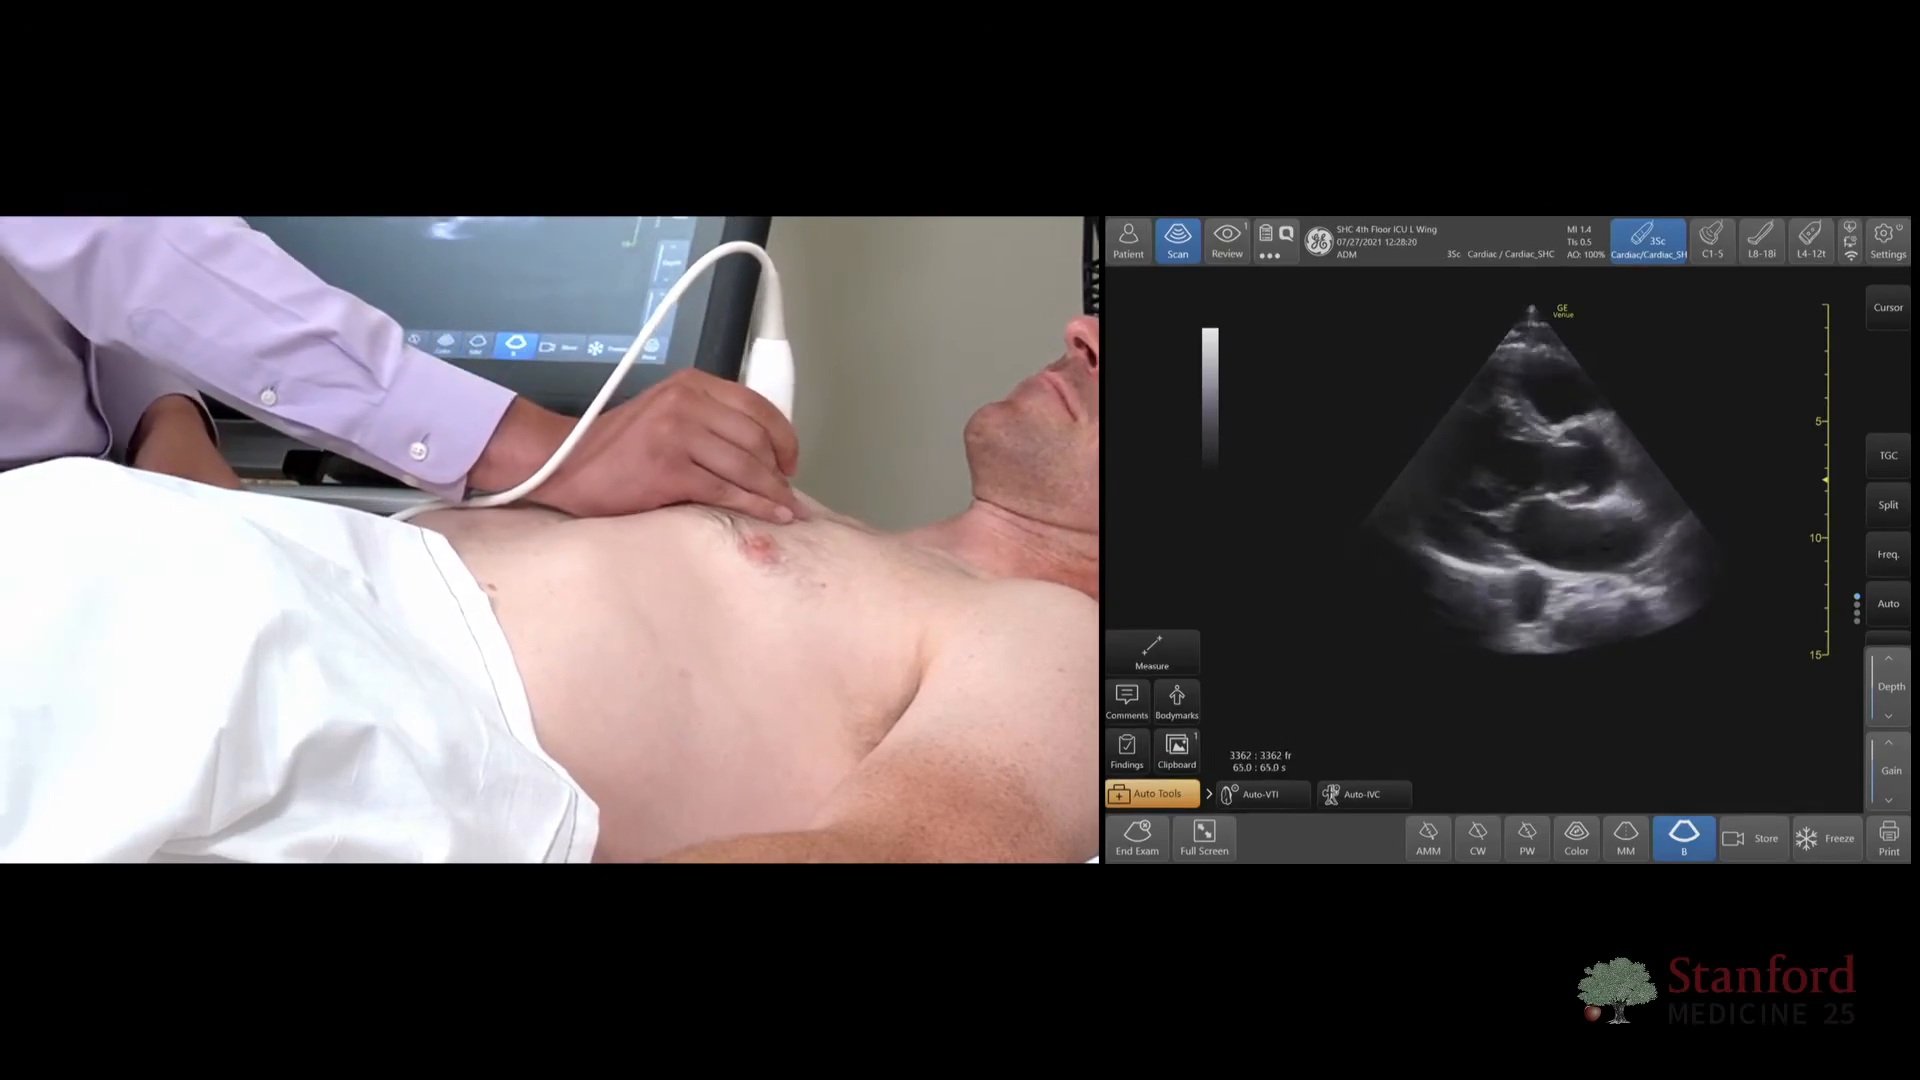 Patient
Scan
Review
1
SHC 4th Floor ICU L Wing
07/27/2021 12:28:20
ADM
3Sc Cardiac / Cardiac_SHC
MI 1.4
TIs 0.5
AO: 100%
3Sc
Cardiac/Cardiac_SH
C1-5
L8-18i
L4-12t
Settings
GE
Venue
Cursor
5
TGC
Split
10
Freq.
Auto
15
Depth
Measure
Comments
Bodymarks
Findings
1
Clipboard
3362 : 3362 fr
65.0 : 65.0 s
Gain
Auto Tools
Auto-VTI
Auto-IVC
End Exam
Full Screen
AMM
CW
PW
Color
MM
B
Store
Freeze
Print
Stanford
MEDICINE 25